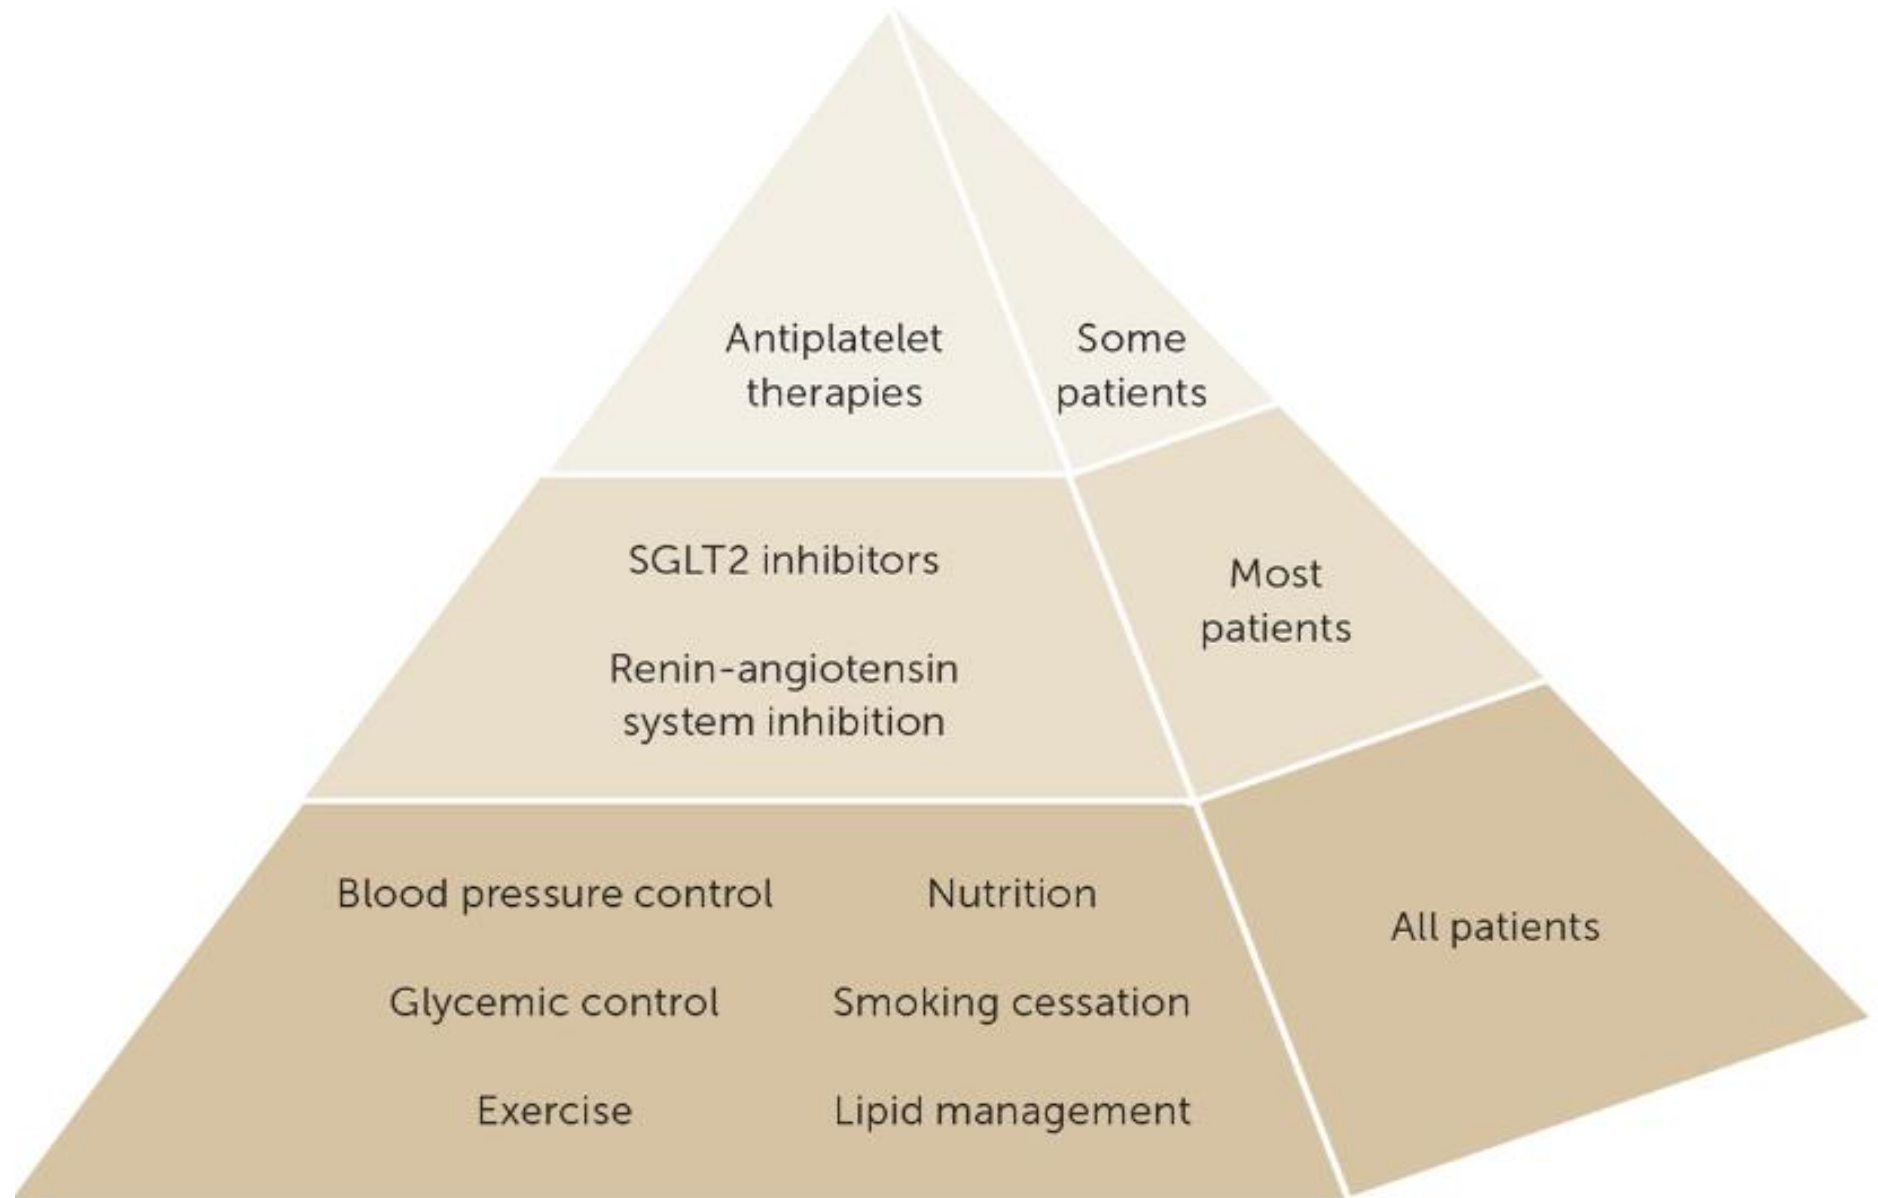 Antiplatelet
therapies
Some
patients
SGLT2 inhibitors
Renin-angiotensin
system inhibition
Most
patients
Blood pressure control
Nutrition
Glycemic control
Smoking cessation
Exercise
Lipid management
All patients